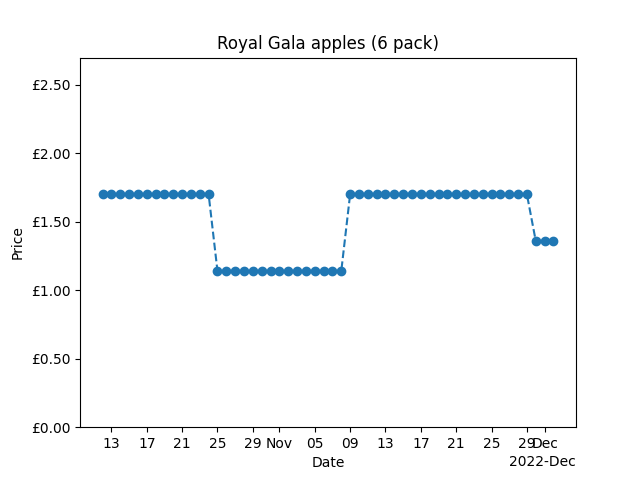 Royal Gala apples (6 pack)
£2.50
£2.00
£1.50
£1.00
£0.50
£0.00
Price
13 17 21 25 29 Nov 05 09 13 17 21 25 29 Dec
2022-Dec
Date